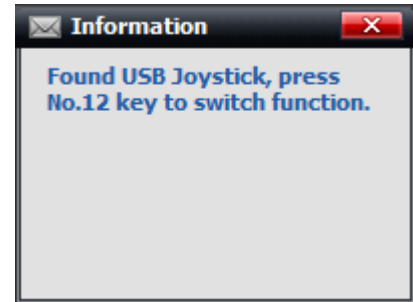 Information
Found USB Joystick, press
No.12 key to switch function.